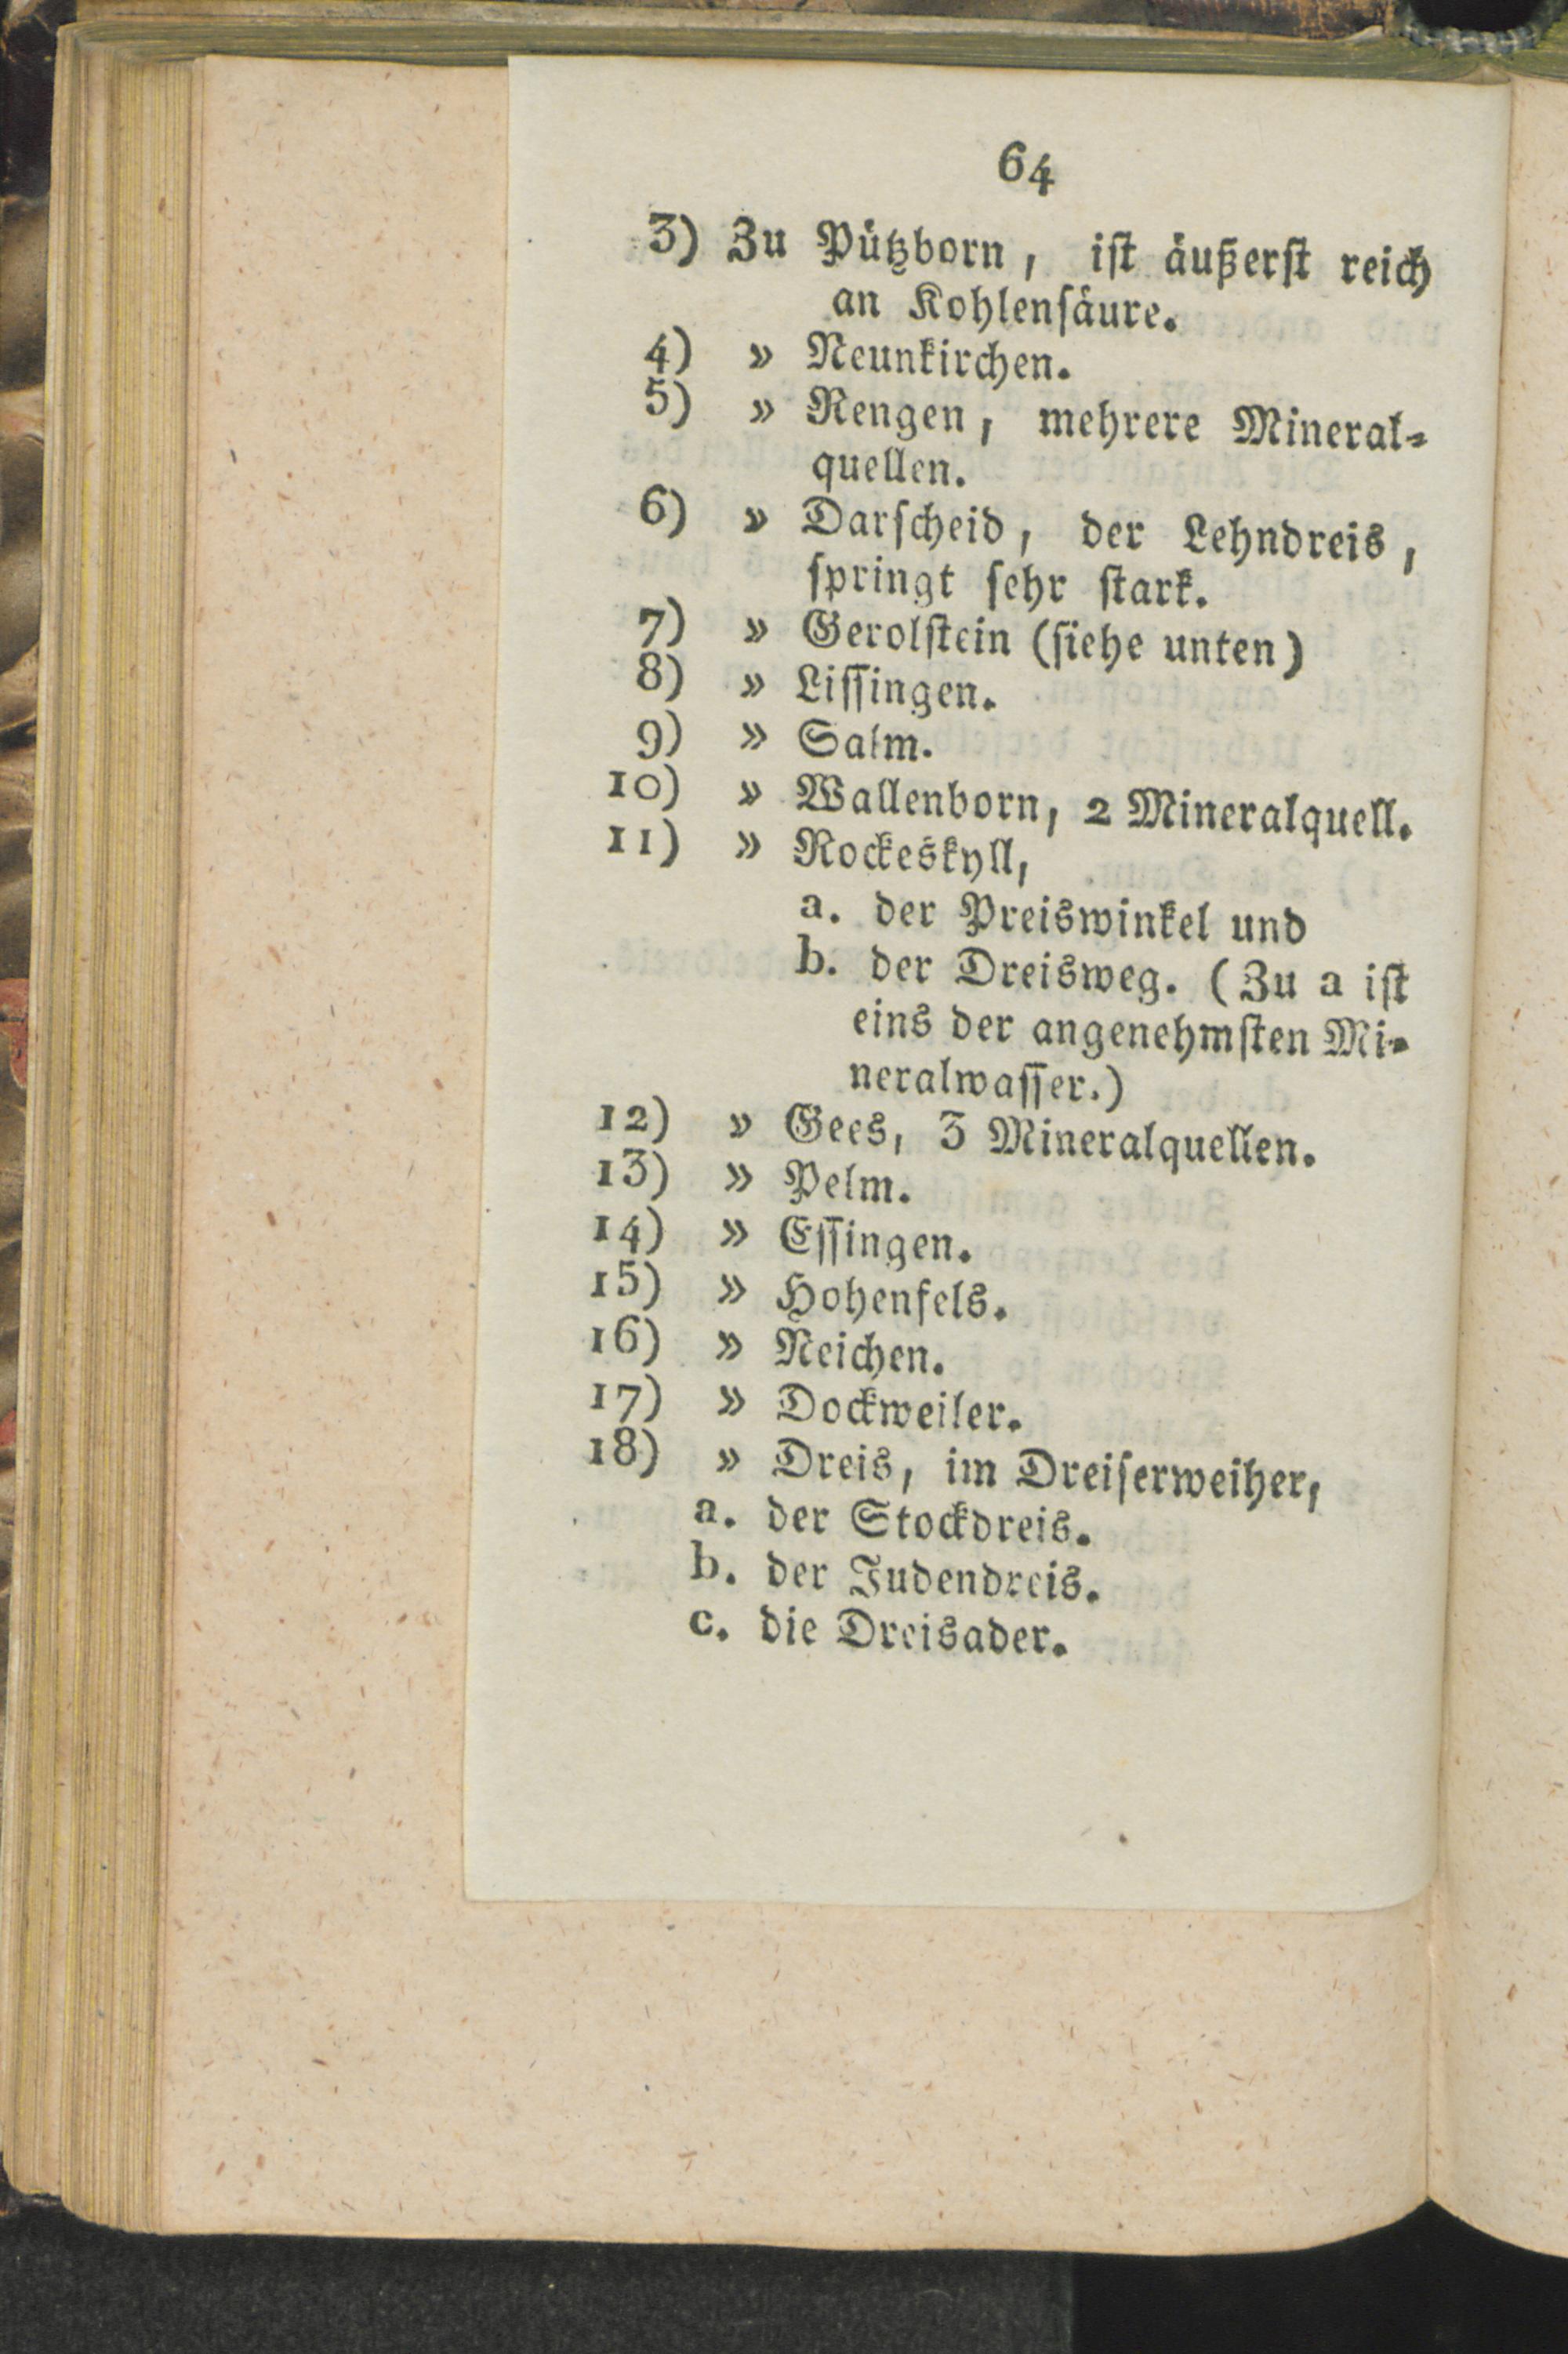 64
3) Zu Pützborn, iſt äußerſt reich
an Kohlenſäure.
4) » Neunkirchen.
5) » Rengen, mehrere Mineral⸗
quellen.
6) » Darſcheid, der Lehndreis,
ſpringt ſehr ſtark.
7) » Gerolſtein (ſiehe unten)
8) » Liſſingen.
9) » Salm.
10) » Wallenborn, 2 Mineralquell.
11) » Rockeskyll,
a. der Preiswinkel und
b. der Dreisweg. (Zu a iſt
eins der angenehmſten Mi⸗
neralwaſſer.)
12) » Gees, 3 Mineralquellen.
13) » Pelm.
14) » Eſſingen.
15) » Hohenfels.
16) » Neichen.
17) » Dockweiler.
18) » Dreis, im Dreiſerweiher,
a. der Stockdreis.
b. der Judendreis.
c. die Dreisader.